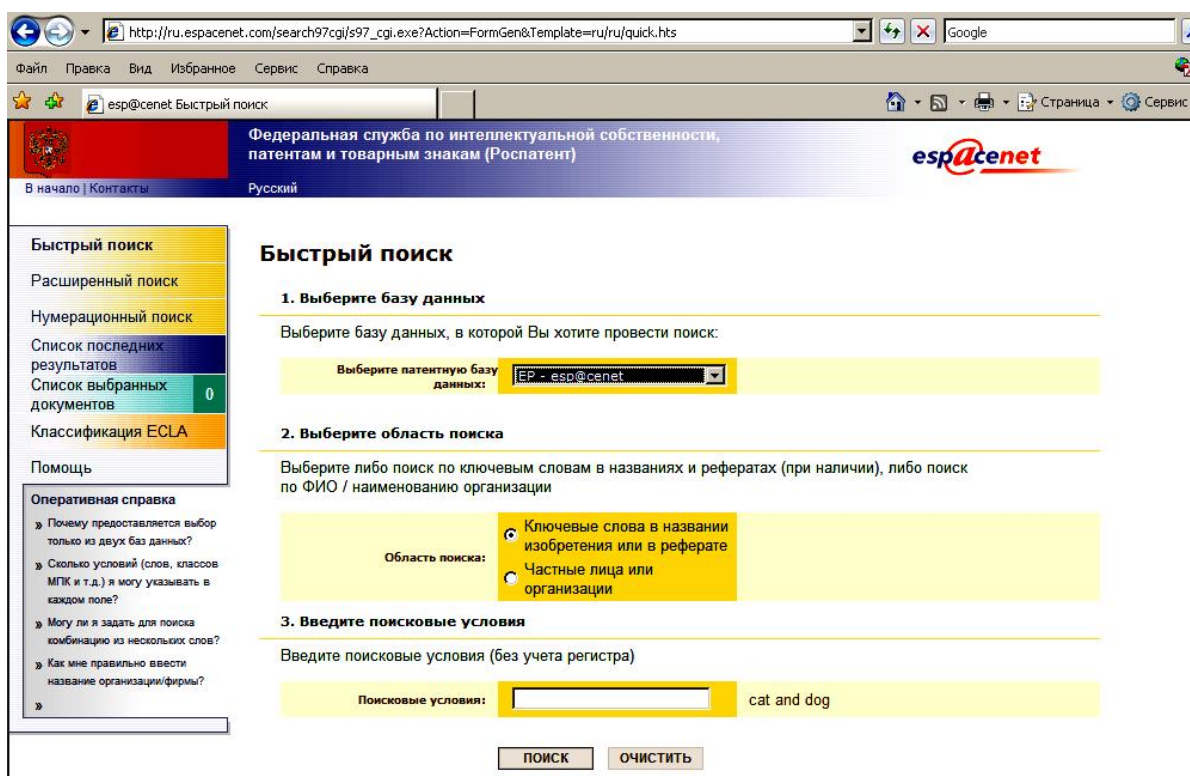 http://ru.espacenet.com/search97cgi/s97_cgi.exe?Action=FormGen&Template=ru/ru/quick.hts
Google
Файл Правка Вид Избранное Сервис Справка
esp@cenet Быстрый поиск
Страница
Сервис
Федеральная служба по интеллектуальной собственности,
патентам и товарным знакам (Роспатент)
espacenet
В начало | Контакты
Русский
Быстрый поиск
Расширенный поиск
Нумерационный поиск
Список последних
результатов
Список выбранных
документов
0
Классификация ECLA
Помощь
Оперативная справка
» Почему предоставляется выбор
только из двух баз данных?
» Сколько условий (слов, классов
МПК и т.д.) я могу указывать в
каждом поле?
» Могу ли я задать для поиска
комбинацию из нескольких слов?
» Как мне правильно ввести
название организации/фирмы?
»
Быстрый поиск
1. Выберите базу данных
Выберите базу данных, в которой Вы хотите провести поиск:
Выберите патентную базу
данных:
EP - esp@cenet
2. Выберите область поиска
Выберите либо поиск по ключевым словам в названиях и рефератах (при наличии), либо поиск
по ФИО / наименованию организации
Область поиска:
Ключевые слова в названии
изобретения или в реферате
Частные лица или
организации
3. Введите поисковые условия
Введите поисковые условия (без учета регистра)
Поисковые условия:
cat and dog
ПОИСК
ОЧИСТИТЬ